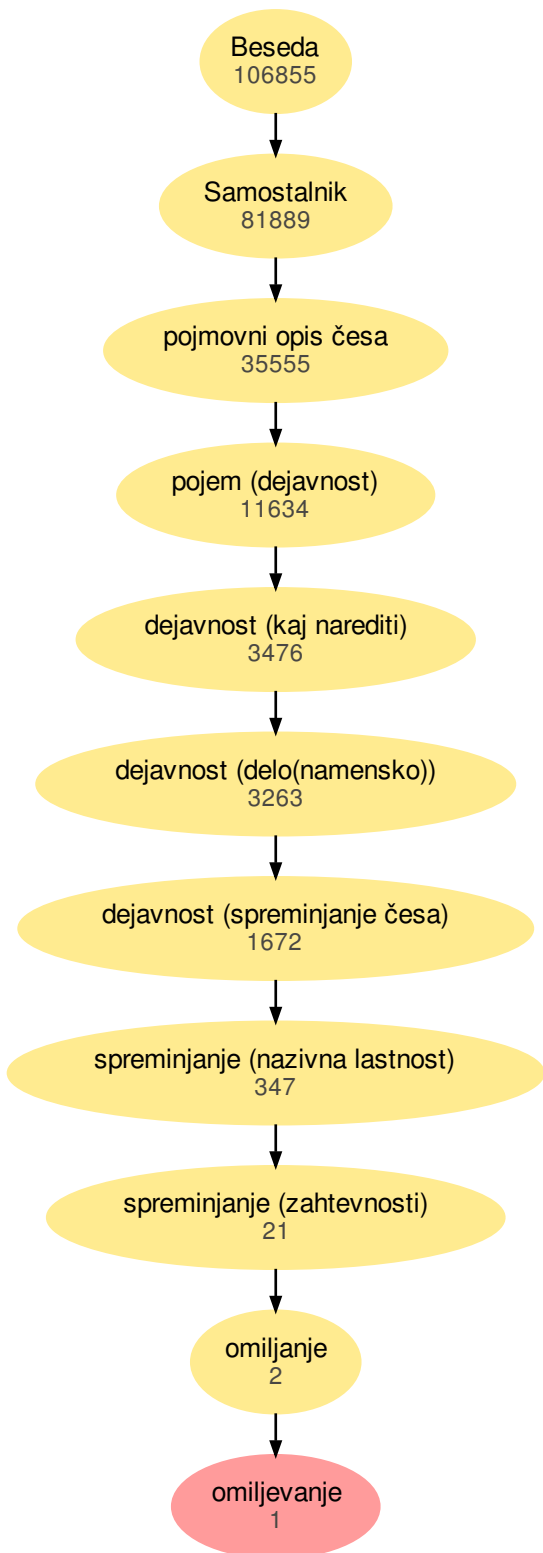 Beseda
106855
Samostalnik
81889
pojmovni opis česa
35555
pojem (dejavnost)
11634
dejavnost (kaj narediti)
3476
dejavnost (delo(namensko))
3263
dejavnost (spreminjanje česa)
1672
spreminjanje (nazivna lastnost)
347
spreminjanje (zahtevnosti)
21
omiljanje
2
omiljevanje
1